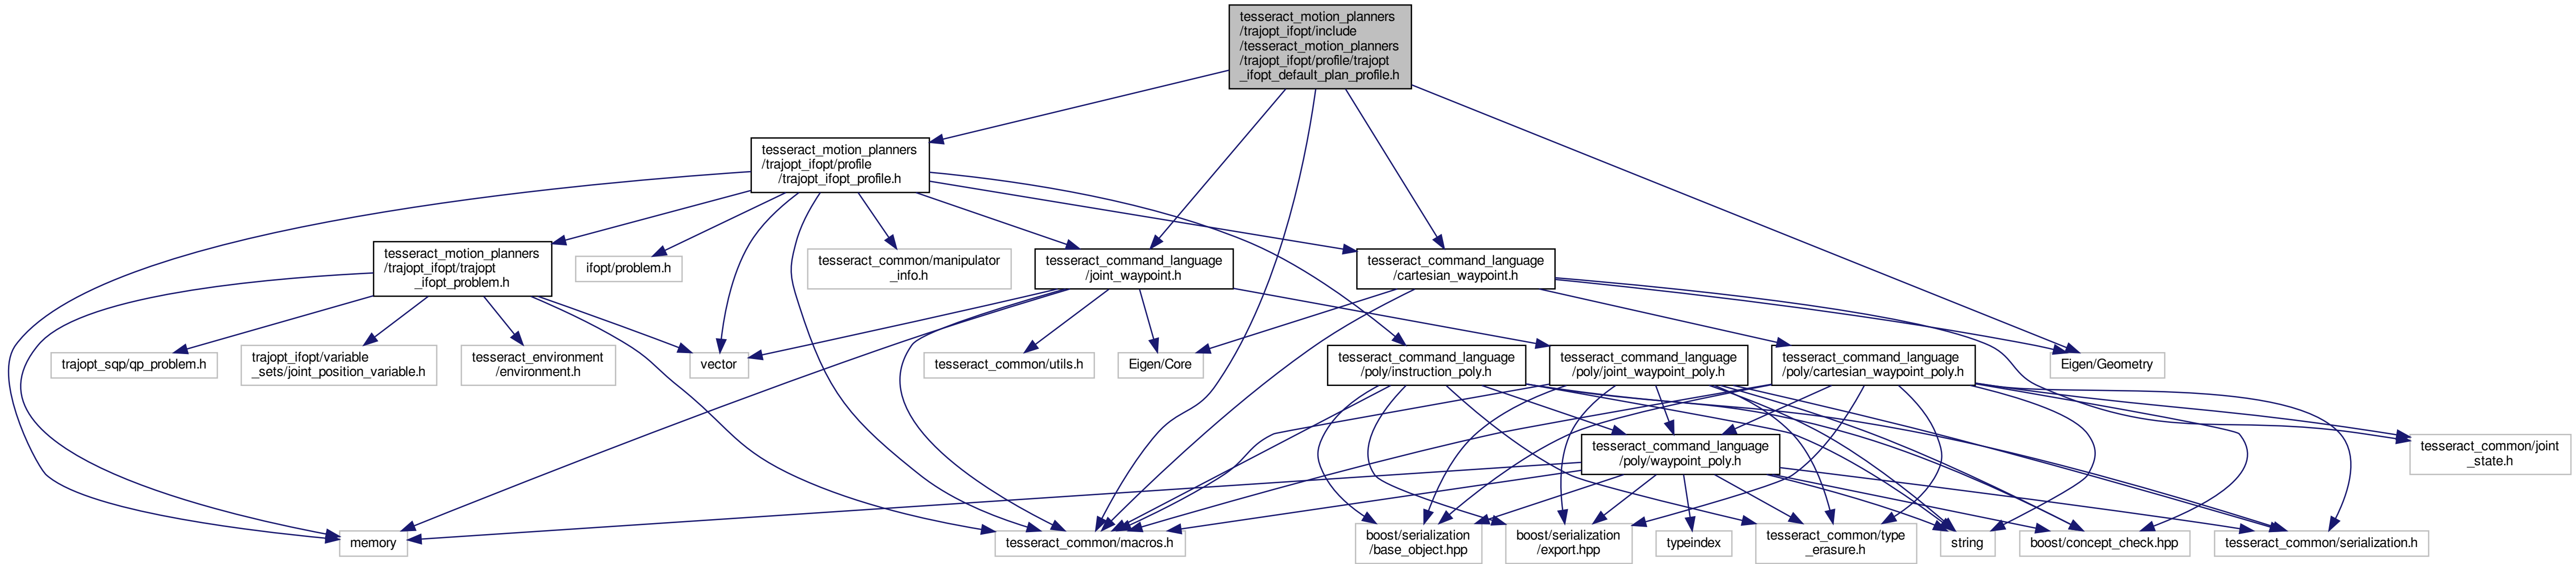 tesseract_motion_planners
/trajopt_ifopt/include
/tesseract_motion_planners
/trajopt_ifopt/profile/trajopt
_ifopt_default_plan_profile.h
tesseract_motion_planners
/trajopt_ifopt/profile
/trajopt_ifopt_profile.h
tesseract_motion_planners
/trajopt_ifopt/trajopt
_ifopt_problem.h
ifopt/problem.h
tesseract_common/manipulator
_info.h
tesseract_command_language
/joint_waypoint.h
tesseract_command_language
/cartesian_waypoint.h
trajopt_sqp/qp_problem.h
trajopt_ifopt/variable
_sets/joint_position_variable.h
tesseract_environment
/environment.h
vector
tesseract_common/utils.h
Eigen/Core
tesseract_command_language
/poly/instruction_poly.h
tesseract_command_language
/poly/joint_waypoint_poly.h
tesseract_command_language
/poly/cartesian_waypoint_poly.h
Eigen/Geometry
tesseract_command_language
/poly/waypoint_poly.h
tesseract_common/joint
_state.h
memory
tesseract_common/macros.h
boost/serialization
/base_object.hpp
boost/serialization
/export.hpp
typeindex
tesseract_common/type
_erasure.h
string
boost/concept_check.hpp
tesseract_common/serialization.h